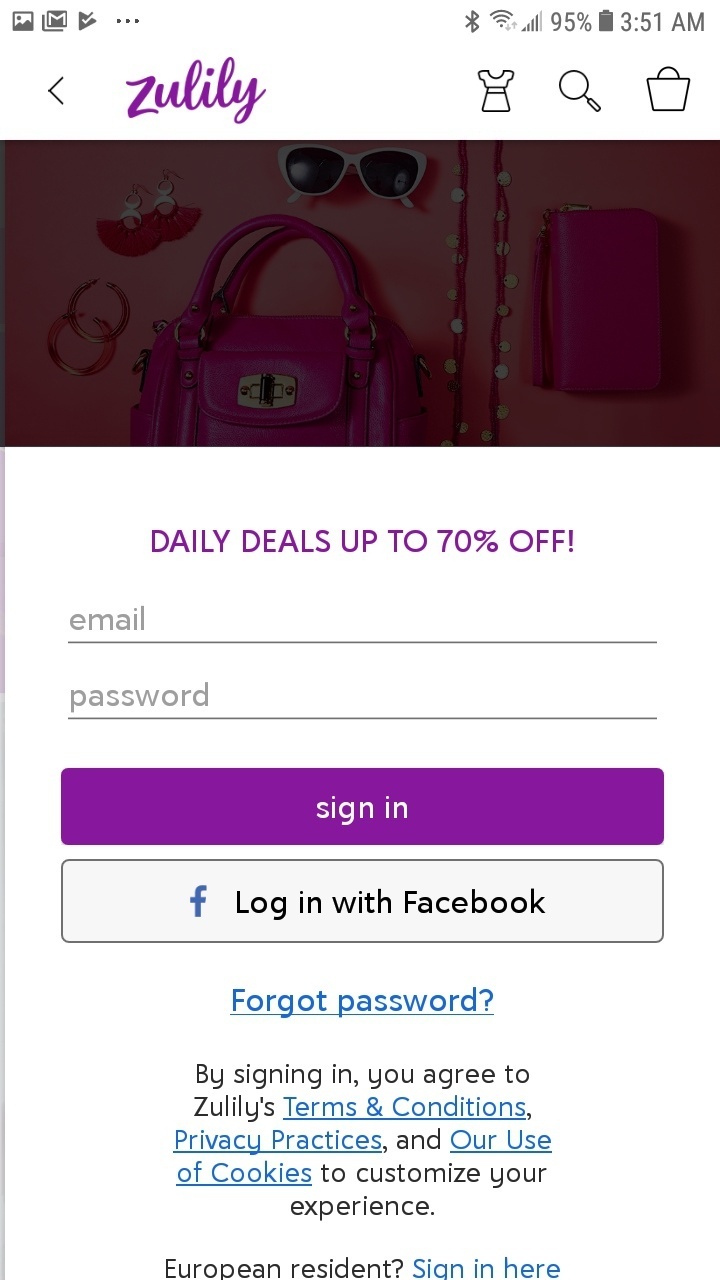 95% 3:51 AM
zulily
DAILY DEALS UP TO 70% OFF!
email
password
sign in
f Log in with Facebook
Forgot password?
By signing in, you agree to
Zulily's Terms & Conditions,
Privacy Practices, and Our Use
of Cookies to customize your
experience.
European resident? Sign in here